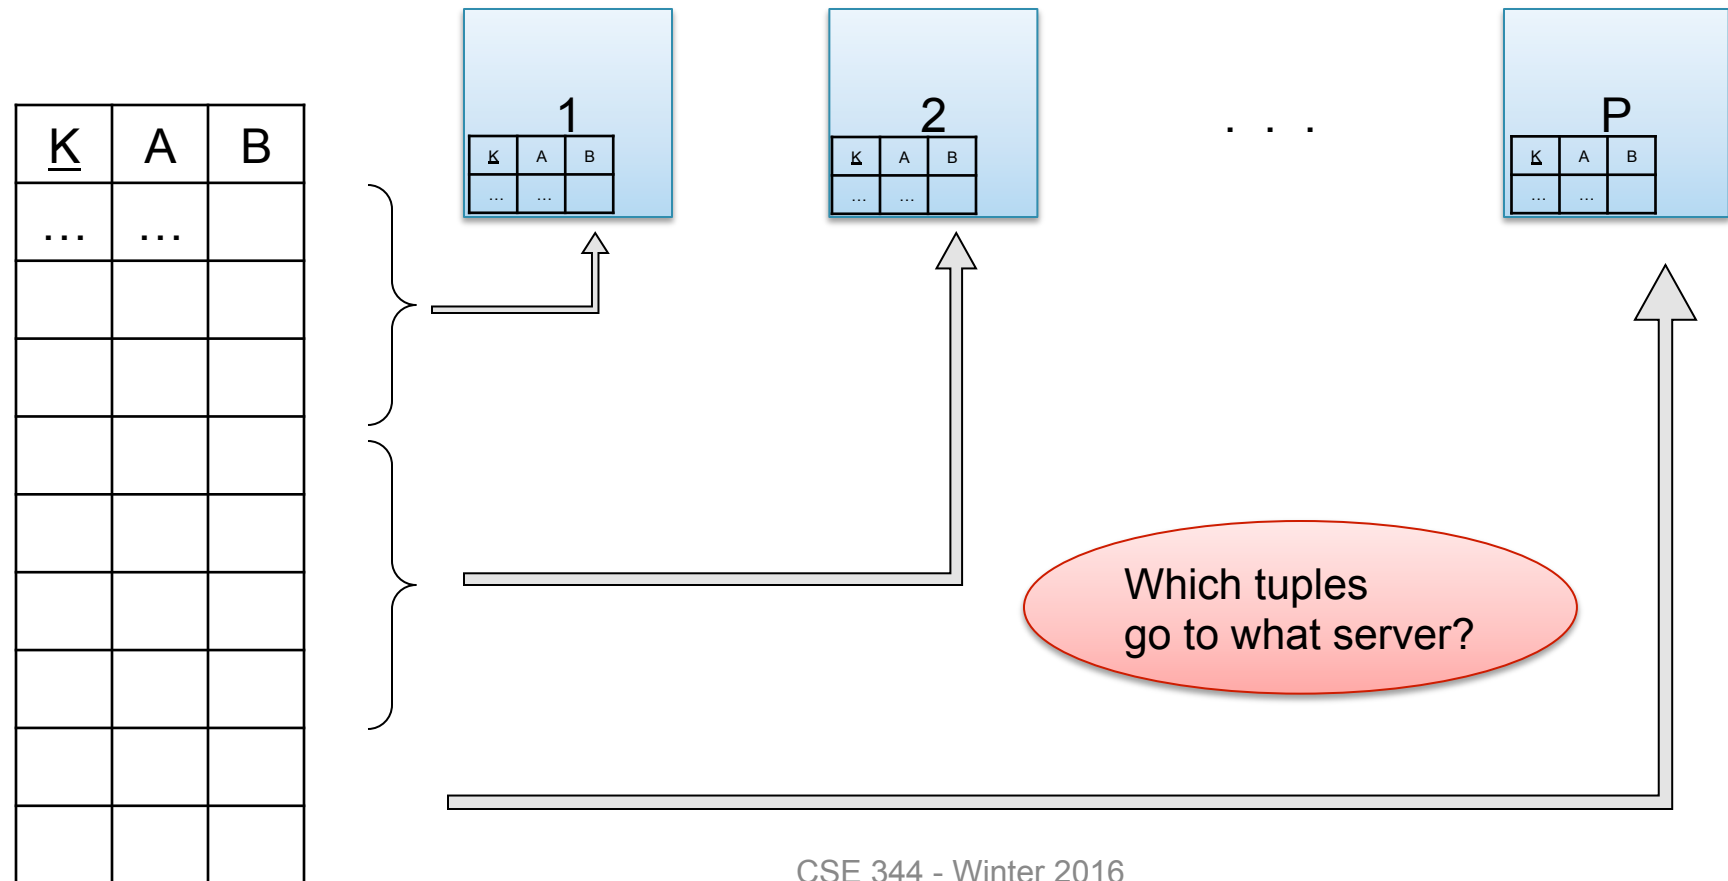 K A B
… …
1
K A B
… …
2
K A B
… …
. . .
P
K A B
… …
Which tuples
go to what server?
CSE 344 - Winter 2016